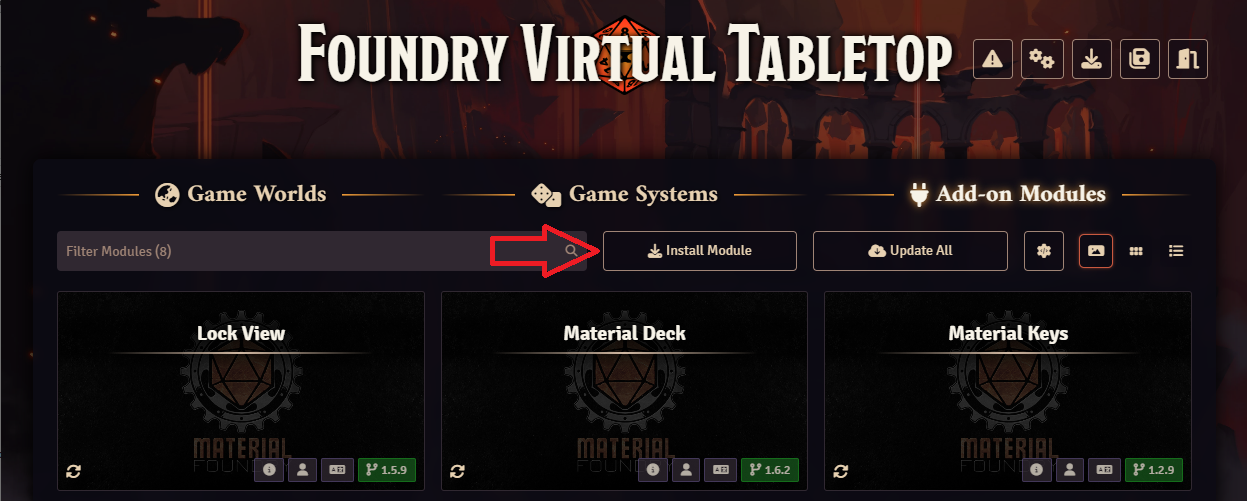 Foundry Virtual Tabletop
Game Worlds
Game Systems
Add-on Modules
Filter Modules (8)
Install Module
Update All
Lock View
Material Deck
Material Keys
MATERIAL
FOUNDRY
1.5.9
MATERIAL
FOUNDRY
1.6.2
MATERIAL
FOUNDRY
1.2.9